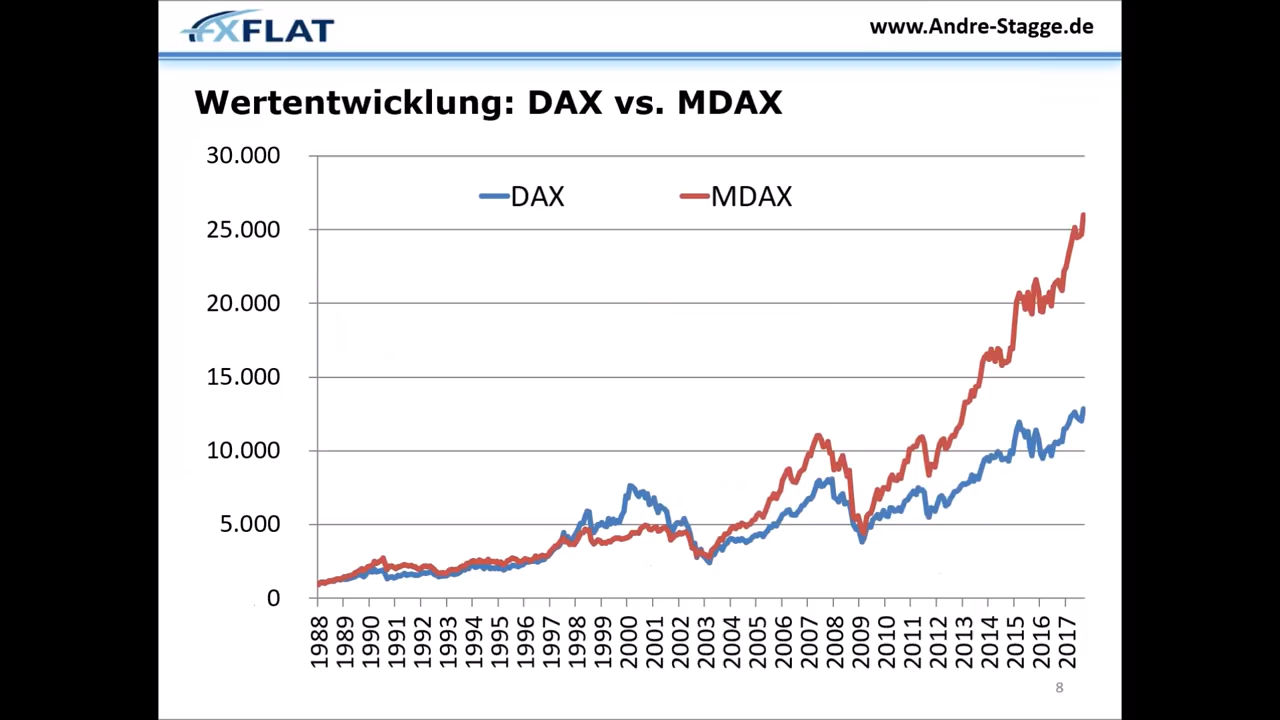 FXFLAT
www.Andre-Stagge.de
Wertentwicklung: DAX vs. MDAX
30.000
DAX MDAX
25.000
20.000
15.000
10.000
5.000
0
1988 1989 1990 1991 1992 1993 1994 1995 1996 1997 1998 1999 2000 2001 2002 2003 2004 2005 2006 2007 2008 2009 2010 2011 2012 2013 2014 2015 2016 2017
8